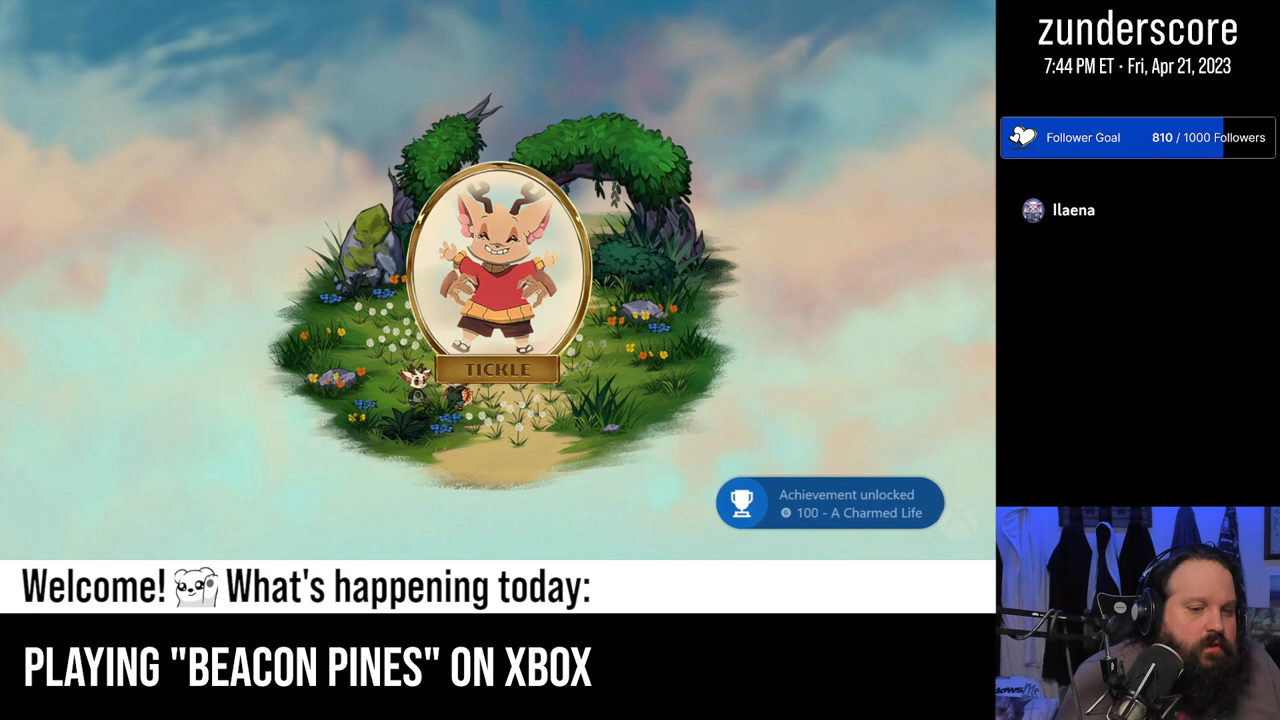 zunderscore
7:44 PM ET · Fri, Apr 21, 2023
Follower Goal 810 / 1000 Followers
Ilaena
TICKLE
Achievement unlocked
G 100 - A Charmed Life
Welcome! What's happening today:
PLAYING "BEACON PINES" ON XBOX